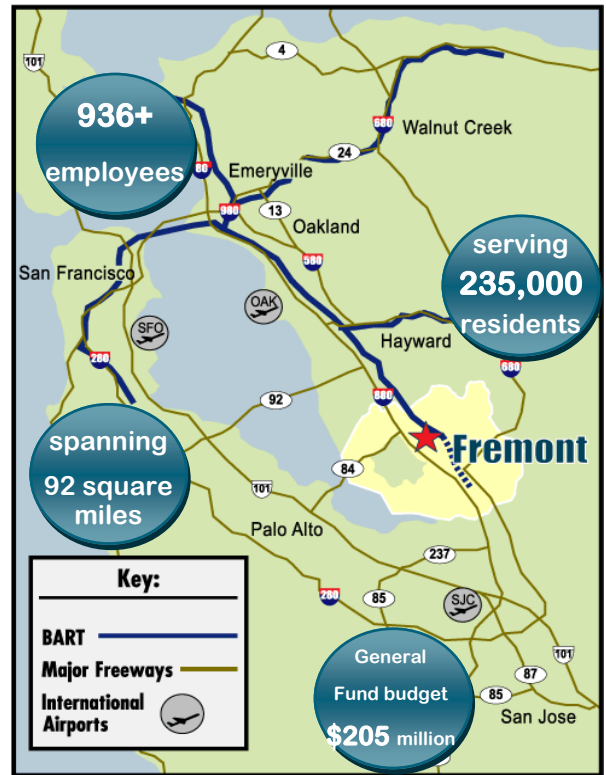 4
101
936+
employees
680
Walnut Creek
24
80
Emeryville
980
13
Oakland
serving
235,000
residents
580
San Francisco
OAK
SFO
Hayward
280
680
880
92
spanning
92 square
miles
Fremont
84
101
Palo Alto
237
Key:
BART
Major Freeways
International
Airports
280
85
SJC
General
Fund budget
$205 million
101
87
85
San Jose